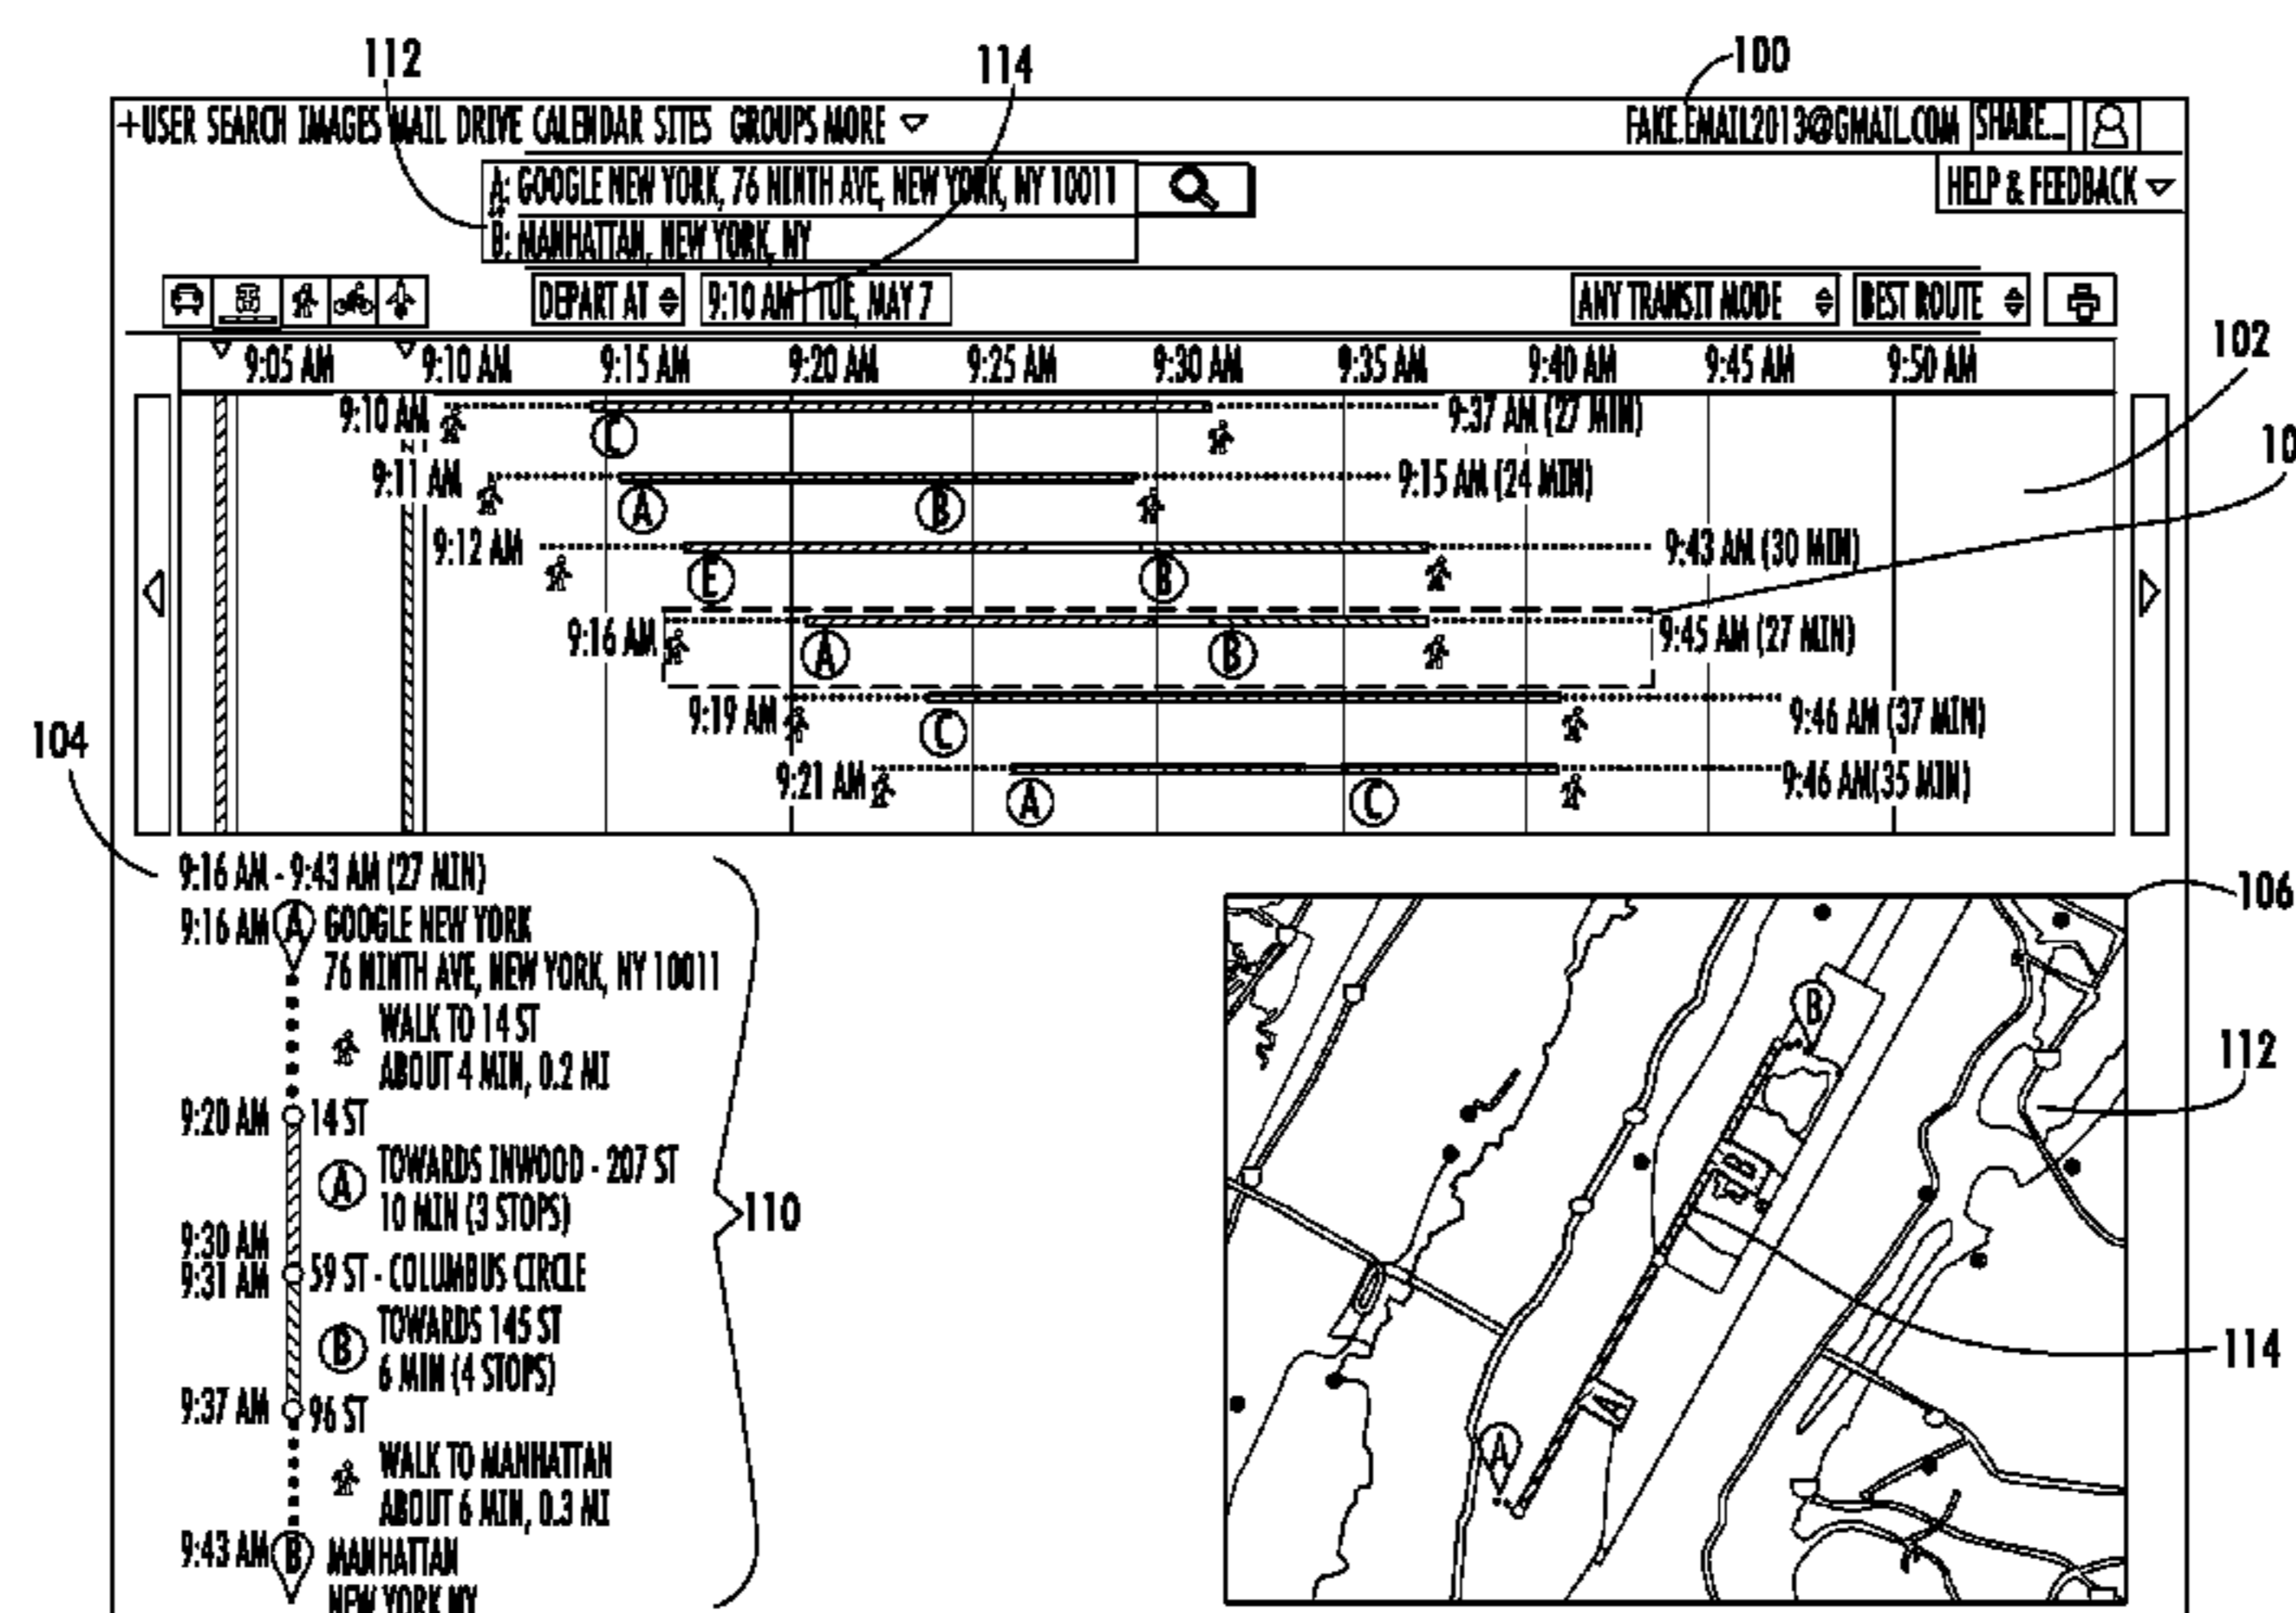 112
114
100
+USER SEARCH IMAGES MAIL DRIVE CALENDAR SITES GROUPS MORE
FAKE.EMAIL2013@GMAIL.COM SHARE...
A: GOOGLE NEW YORK, 76 NINTH AVE, NEW YORK, NY 10011
HELP & FEEDBACK
B: MANHATTAN, NEW YORK, NY
DEPART AT 9:10 AM TUE, MAY 7 ANY TRANSIT MODE BEST ROUTE
102
9:05 AM 9:10 AM 9:15 AM 9:20 AM 9:25 AM 9:30 AM 9:35 AM 9:40 AM 9:45 AM 9:50 AM
9:10 AM C 9:37 AM (27 MIN)
10
9:11 AM A B 9:15 AM (24 MIN)
9:12 AM E B 9:43 AM (30 MIN)
9:16 AM A B 9:45 AM (27 MIN)
9:19 AM C 9:46 AM (37 MIN)
9:21 AM A C 9:46 AM(35 MIN)
104
9:16 AM - 9:43 AM (27 MIN)
9:16 AM A GOOGLE NEW YORK
76 NINTH AVE, NEW YORK, NY 10011
WALK TO 14 ST
ABOUT 4 MIN, 0.2 MI
9:20 AM 14 ST
A TOWARDS INWOOD - 207 ST
10 MIN (3 STOPS)
9:30 AM
9:31 AM 59 ST - COLUMBUS CIRCLE
B TOWARDS 145 ST
6 MIN (4 STOPS)
9:37 AM 96 ST
WALK TO MANHATTAN
ABOUT 6 MIN, 0.3 MI
9:43 AM B MANHATTAN
NEW YORK NY
110
106
B
112
B
114
A
A